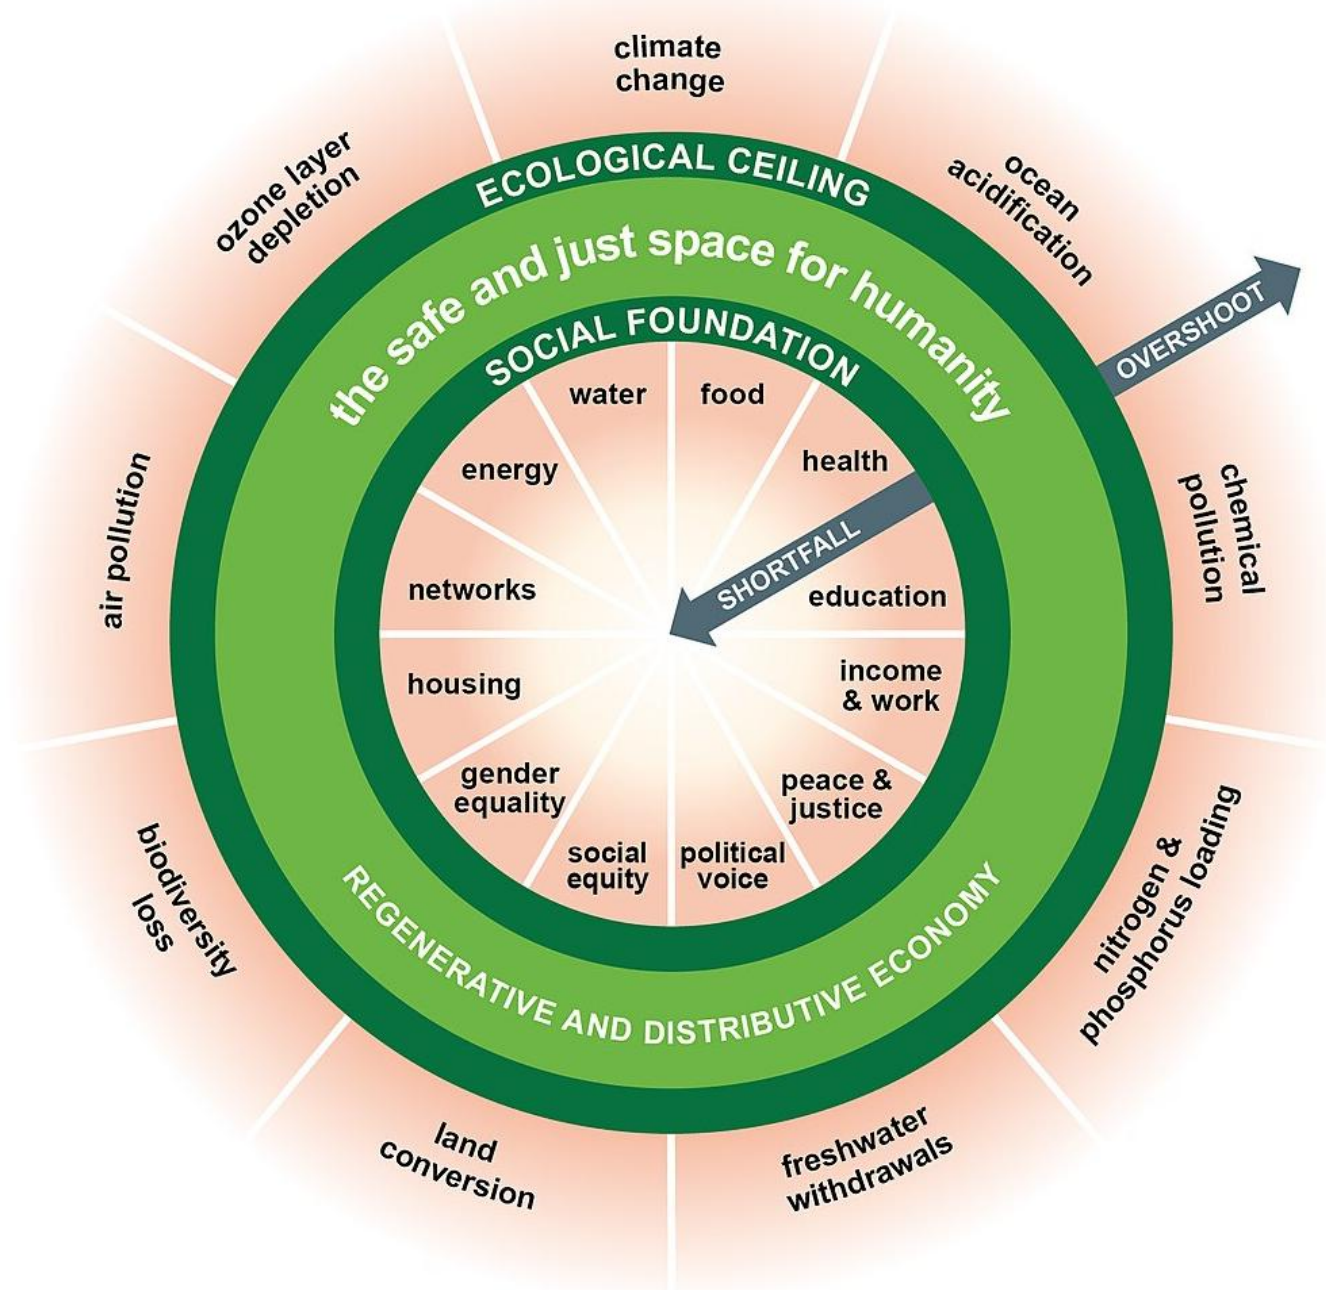 climate
change
ocean
acidification
chemical
pollution
nitrogen &
phosphorus loading
freshwater
withdrawals
land
conversion
biodiversity
loss
air pollution
ozone layer
depletion
ECOLOGICAL CEILING
the safe and just space for humanity
SOCIAL FOUNDATION
OVERSHOOT
SHORTFALL
water
food
health
education
income
& work
peace &
justice
political
voice
social
equity
gender
equality
housing
networks
energy
REGENERATIVE AND DISTRIBUTIVE ECONOMY